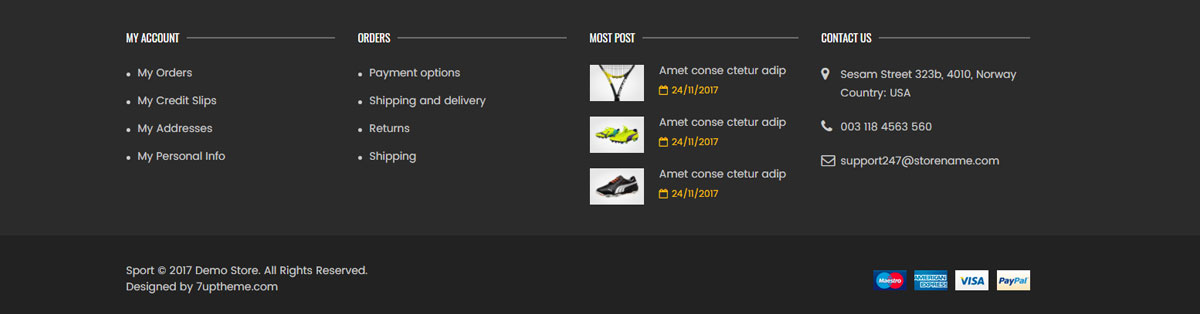 MY ACCOUNT
My Orders
My Credit Slips
My Addresses
My Personal Info
ORDERS
Payment options
Shipping and delivery
Returns
Shipping
MOST POST
Amet conse ctetur adip
24/11/2017
Amet conse ctetur adip
24/11/2017
Amet conse ctetur adip
24/11/2017
CONTACT US
Sesam Street 323b, 4010, Norway
Country: USA
003 118 4563 560
support247@storename.com
Sport © 2017 Demo Store. All Rights Reserved.
Designed by 7uptheme.com
Maestro
AMERICAN
EXPRESS
VISA
PayPal